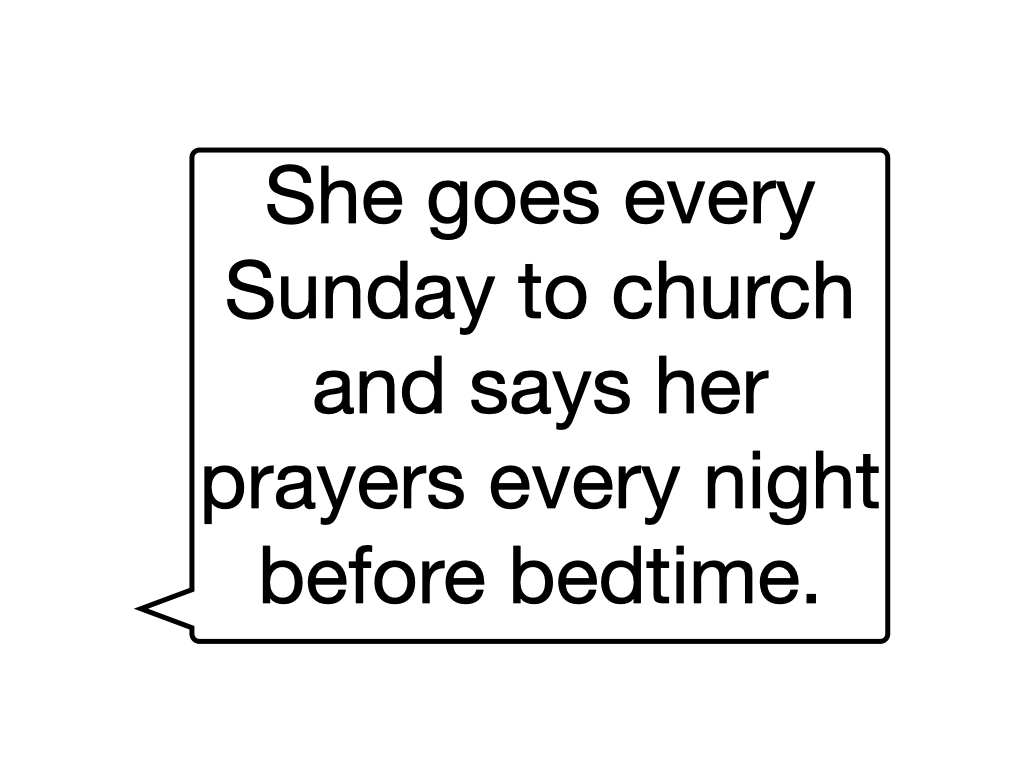 She goes every
Sunday to church
and says her
prayers every night
before bedtime.